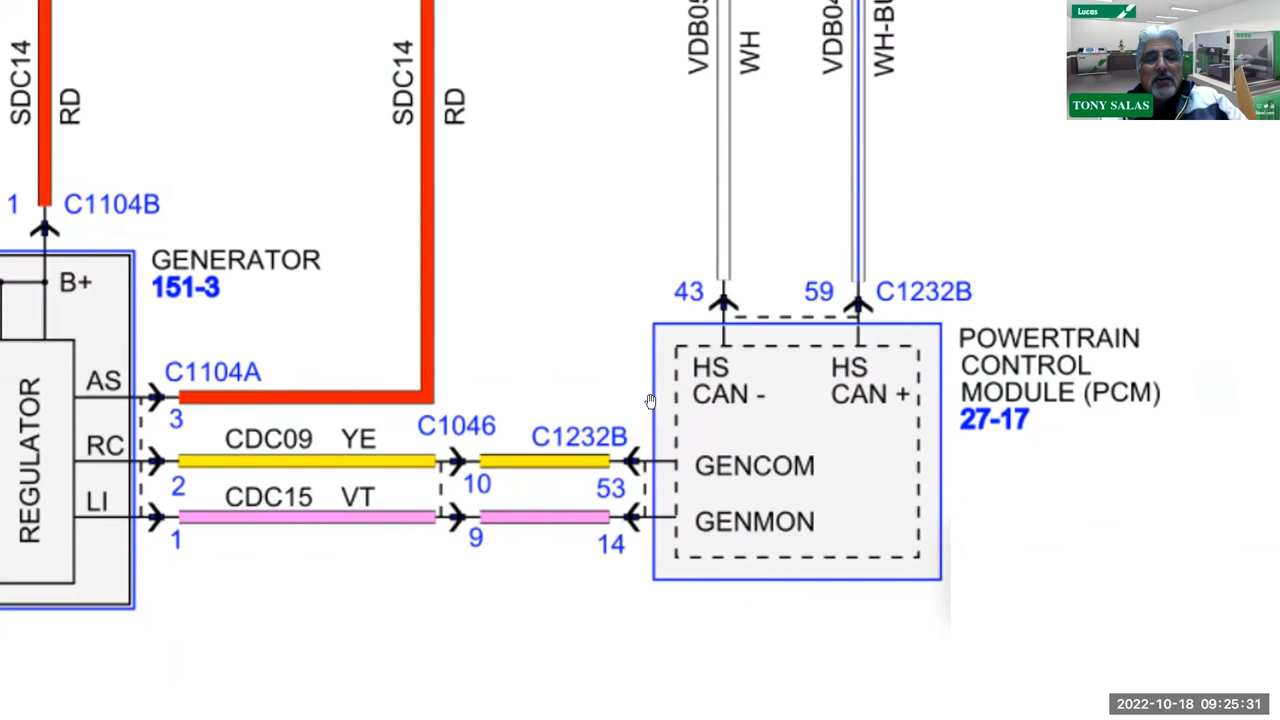 SDC14
RD
SDC14
RD
VDB05
WH
VDB04
WH-BU
Lucas
TONY SALAS
1
C1104B
GENERATOR
151-3
B+
REGULATOR
AS
C1104A
3
RC
CDC09 YE
C1046
C1232B
2
10
53
LI
CDC15 VT
1
9
14
43
59
C1232B
HS
CAN -
HS
CAN +
GENCOM
GENMON
POWERTRAIN
CONTROL
MODULE (PCM)
27-17
2022-10-18 09:25:31